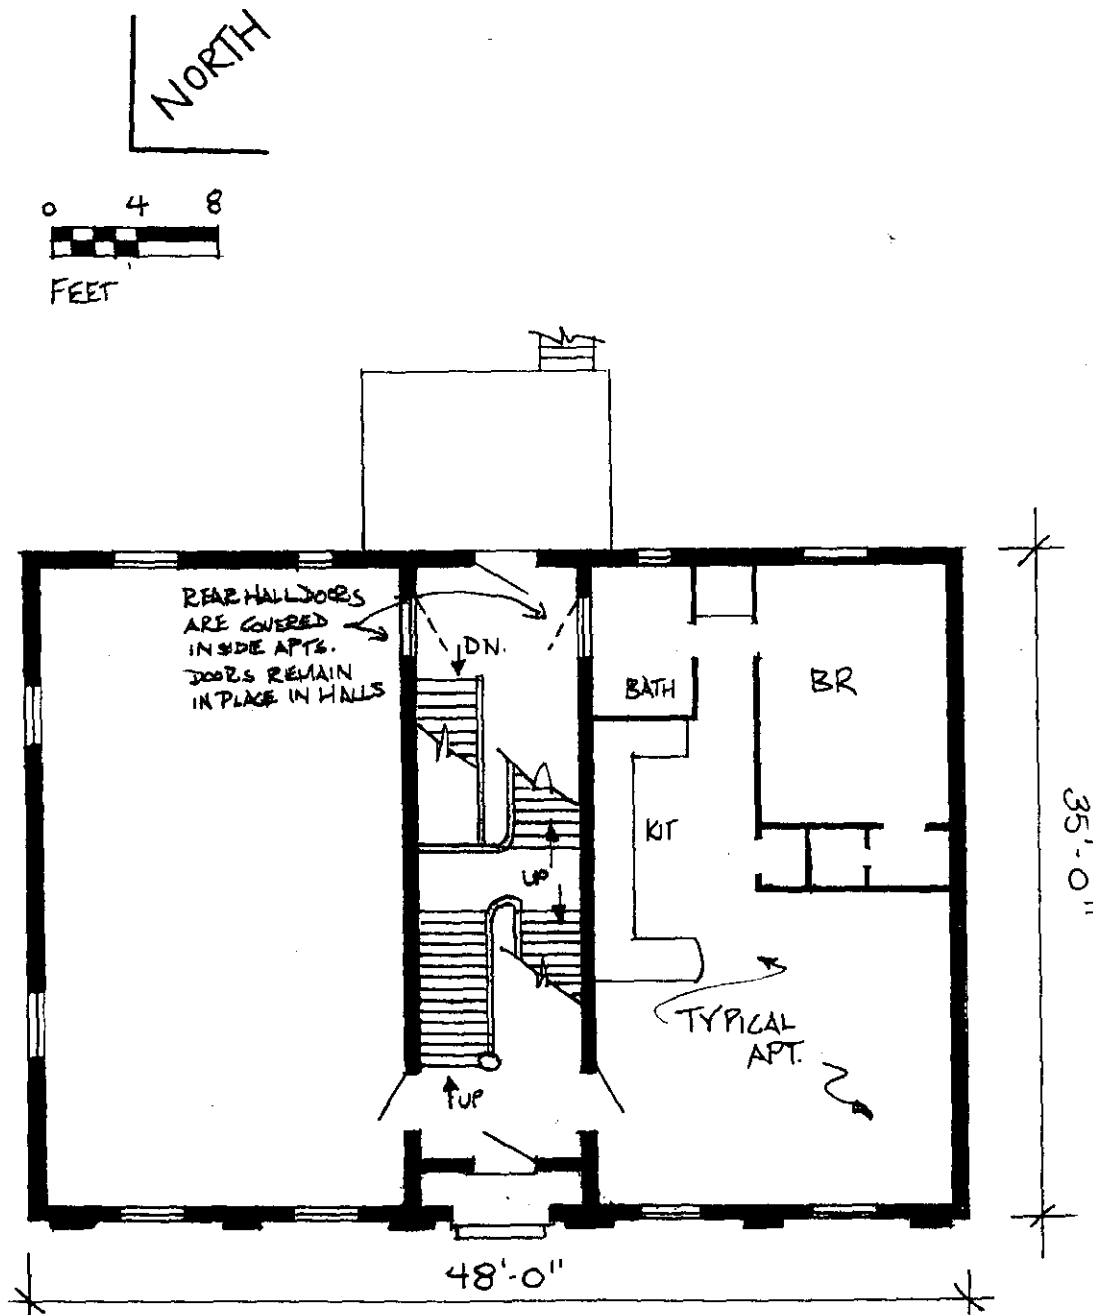 NORTH
0 4 8
FEET
REAR HALL DOORS
ARE COVERED
INSIDE APTS.
DOORS REMAIN
IN PLACE IN HALLS
DN.
BATH
BR
KIT
UP
35'-0"
TYPICAL
APT.
UP
48'-0"